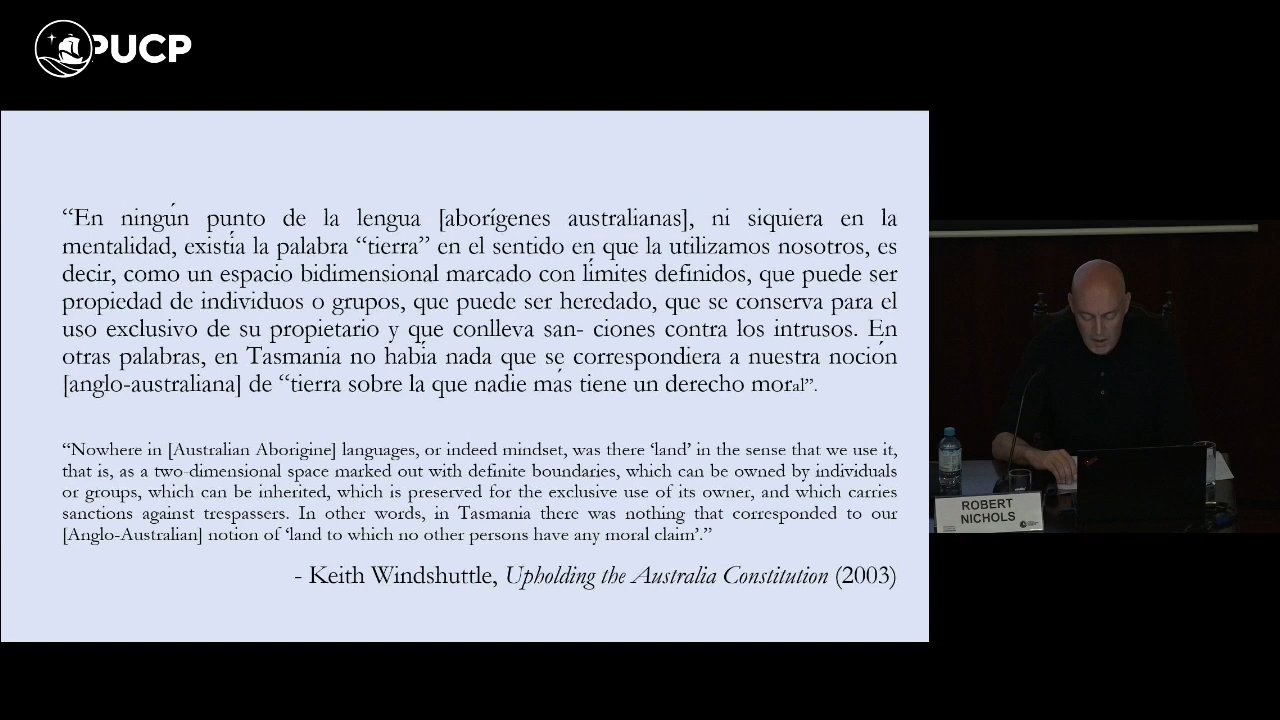 PUCP
“En ningún punto de la lengua [aborígenes australianas], ni siquiera en la
mentalidad, existía la palabra “tierra” en el sentido en que la utilizamos nosotros, es
decir, como un espacio bidimensional marcado con límites definidos, que puede ser
propiedad de individuos o grupos, que puede ser heredado, que se conserva para el
uso exclusivo de su propietario y que conlleva san- ciones contra los intrusos. En
otras palabras, en Tasmania no había nada que se correspondiera a nuestra noción
[anglo-australiana] de “tierra sobre la que nadie más tiene un derecho moral”.
“Nowhere in [Australian Aborigine] languages, or indeed mindset, was there ‘land’ in the sense that we use it,
that is, as a two-dimensional space marked out with definite boundaries, which can be owned by individuals
or groups, which can be inherited, which is preserved for the exclusive use of its owner, and which carries
sanctions against trespassers. In other words, in Tasmania there was nothing that corresponded to our
[Anglo-Australian] notion of ‘land to which no other persons have any moral claim’.”
- Keith Windshuttle, Upholding the Australia Constitution (2003)
ROBERT
NICHOLS